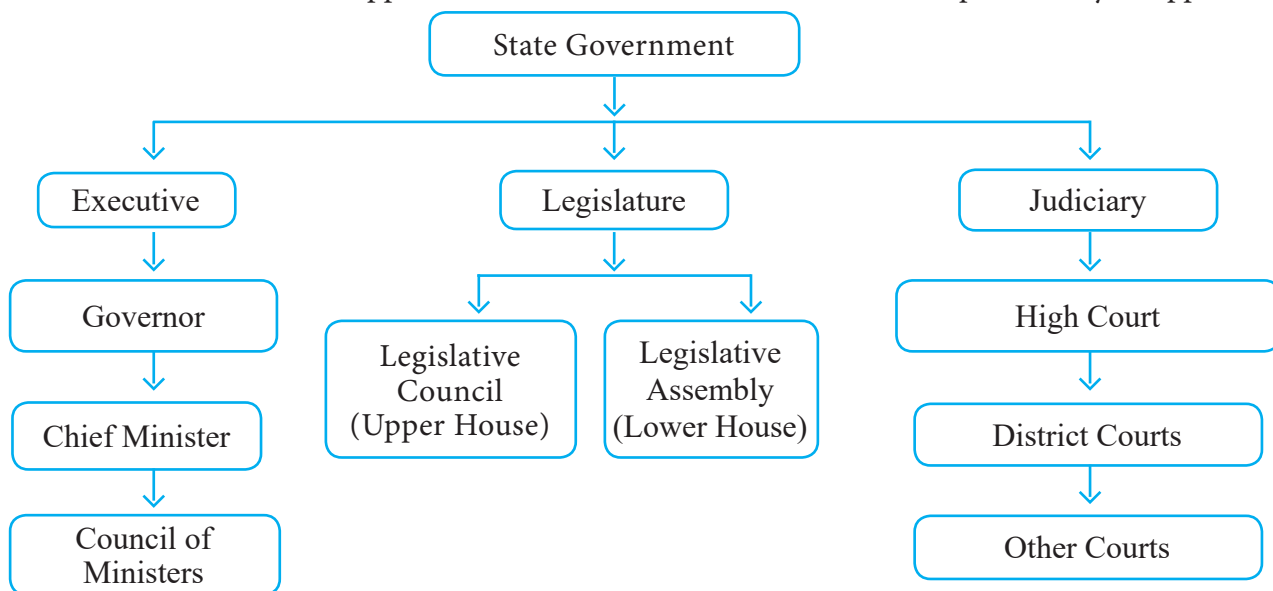 State Government
Executive
Legislature
Judiciary
Governor
High Court
Legislative
Council
(Upper House)
Legislative
Assembly
(Lower House)
Chief Minister
District Courts
Council of
Ministers
Other Courts